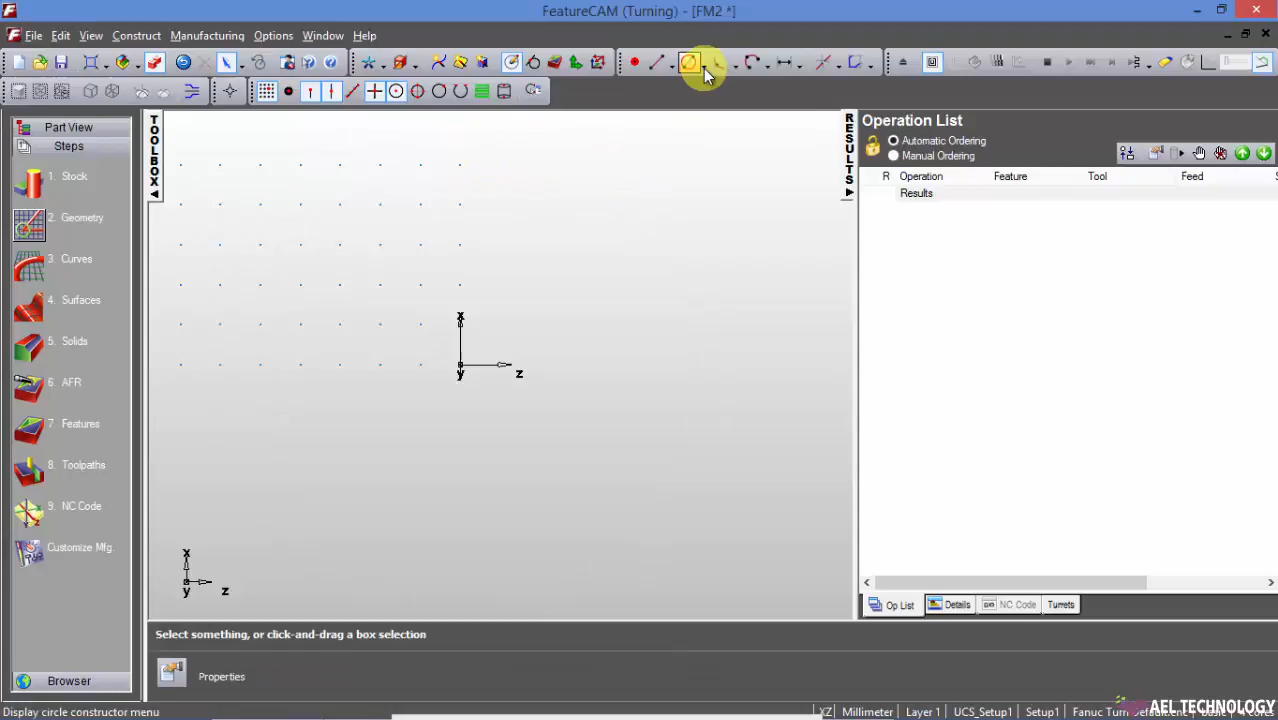 FeatureCAM (Turning) - [FM2 *]
File Edit View Construct Manufacturing Options Window Help
Part View
Steps
1. Stock
2. Geometry
3. Curves
4. Surfaces
5. Solids
6. AFR
7 Features
8. Toolpaths
9. NC Code
Customize Mfg.
Browser
TOOLBOX
RESULTS
x
y
z
x
y
z
Operation List
Automatic Ordering
Manual Ordering
R Operation Feature Tool Feed S
Results
Op List Details NC Code Turrets
Select something, or click-and-drag a box selection
Properties
Display circle constructor menu
XZ Millimeter Layer 1 UCS_Setup1 Setup1
AEL TECHNOLOGY